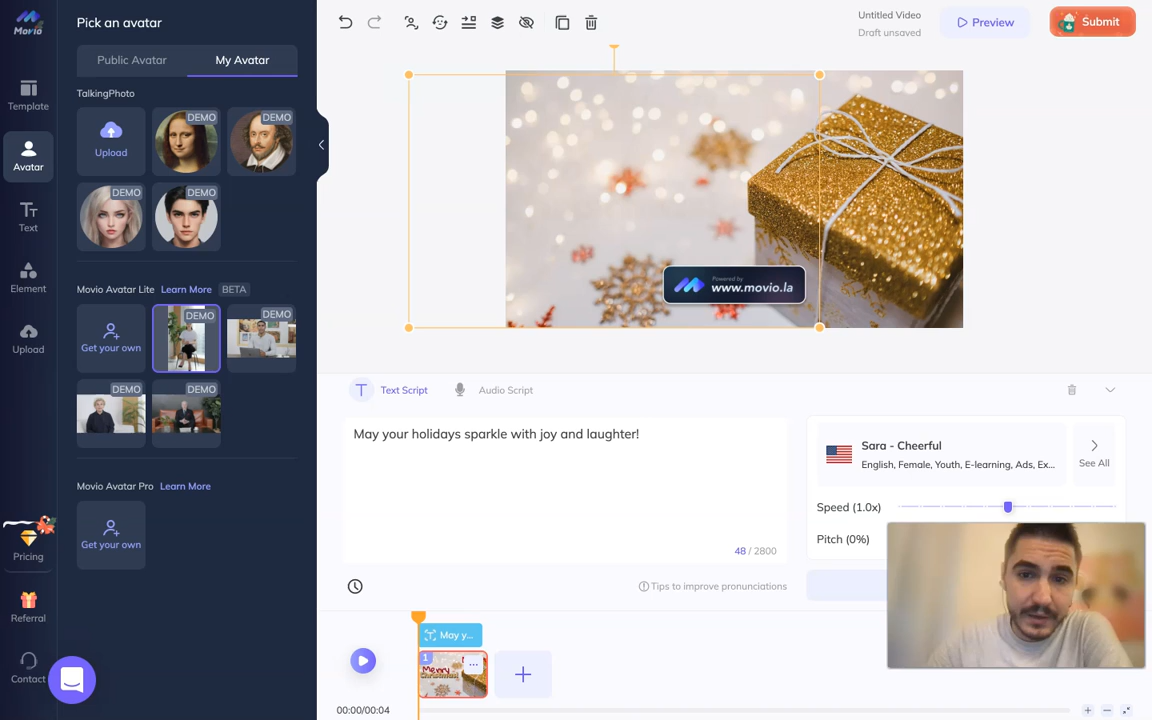 Movio
Pick an avatar
Untitled Video
Draft unsaved
Preview
Submit
Public Avatar
My Avatar
TalkingPhoto
Template
Upload
DEMO
DEMO
Avatar
DEMO
DEMO
Text
Element
Powered by
www.movio.la
Movio Avatar Lite Learn More BETA
Get your own
DEMO
DEMO
Upload
DEMO
DEMO
Text Script
Audio Script
May your holidays sparkle with joy and laughter!
Sara - Cheerful
English, Female, Youth, E-learning, Ads, Ex...
See All
Movio Avatar Pro Learn More
Get your own
Speed (1.0x)
Pitch (0%)
48 / 2800
Pricing
Tips to improve pronunciations
Referral
May y...
1
Merry
Christmas!
Contact
00:00/00:04